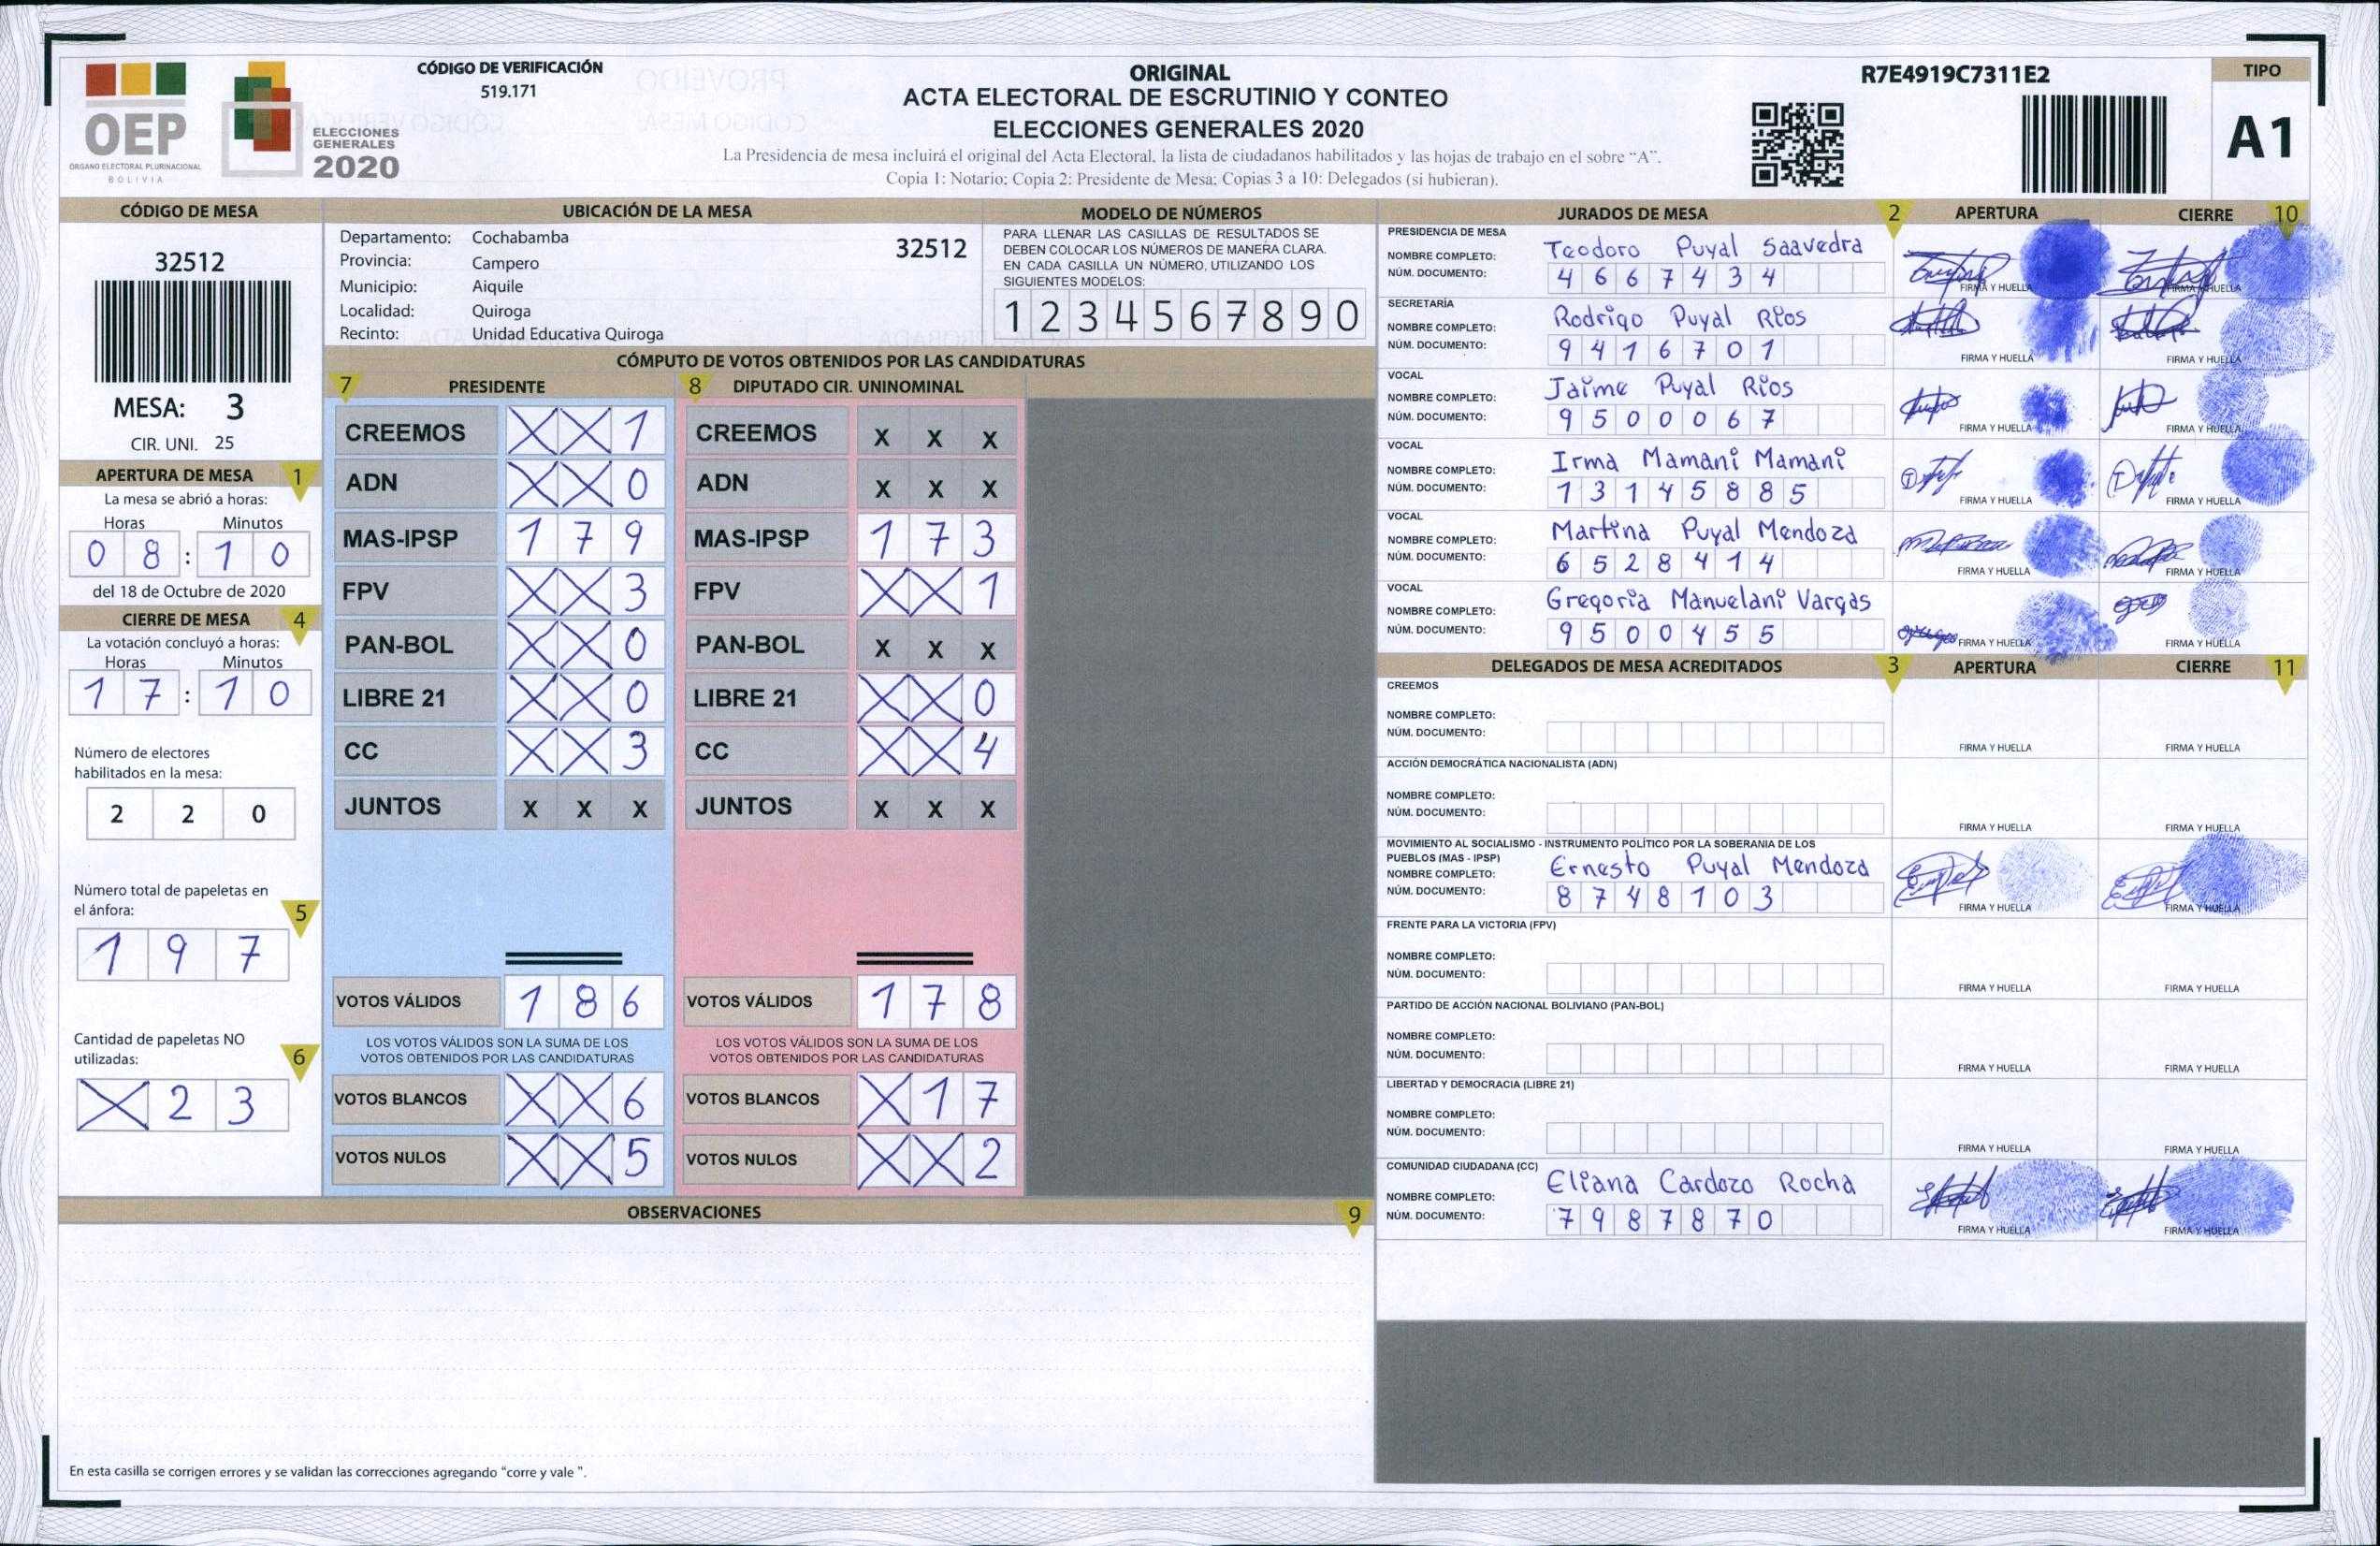 OEP
ÓRGANO ELECTORAL PLURINACIONAL
BOLIVIA
ELECCIONES
GENERALES
2020
CÓDIGO DE VERIFICACIÓN
519.171
ORIGINAL
ACTA ELECTORAL DE ESCRUTINIO Y CONTEO
ELECCIONES GENERALES 2020
La Presidencia de mesa incluirá el original del Acta Electoral, la lista de ciudadanos habilitados y las hojas de trabajo en el sobre “A”.
Copia 1: Notario; Copia 2: Presidente de Mesa; Copias 3 a 10: Delegados (si hubieran).
R7E4919C7311E2
TIPO
A1
CÓDIGO DE MESA
32512
MESA: 3
CIR. UNI. 25
APERTURA DE MESA 1
La mesa se abrió a horas:
Horas Minutos
0 8 : 1 0
del 18 de Octubre de 2020
CIERRE DE MESA 4
La votación concluyó a horas:
Horas Minutos
1 7 : 1 0
Número de electores
habilitados en la mesa:
2 2 0
Número total de papeletas en
el ánfora: 5
1 9 7
Cantidad de papeletas NO
utilizadas: 6
X 2 3
UBICACIÓN DE LA MESA
Departamento: Cochabamba 32512
Provincia: Campero
Municipio: Aiquile
Localidad: Quiroga
Recinto: Unidad Educativa Quiroga
MODELO DE NÚMEROS
PARA LLENAR LAS CASILLAS DE RESULTADOS SE
DEBEN COLOCAR LOS NÚMEROS DE MANERA CLARA.
EN CADA CASILLA UN NÚMERO, UTILIZANDO LOS
SIGUIENTES MODELOS:
1 2 3 4 5 6 7 8 9 0
CÓMPUTO DE VOTOS OBTENIDOS POR LAS CANDIDATURAS
7 PRESIDENTE
CREEMOS X X 1
ADN X X 0
MAS-IPSP 1 7 9
FPV X X 3
PAN-BOL X X 0
LIBRE 21 X X 0
CC X X 3
JUNTOS X X X
VOTOS VÁLIDOS 1 8 6
LOS VOTOS VÁLIDOS SON LA SUMA DE LOS
VOTOS OBTENIDOS POR LAS CANDIDATURAS
VOTOS BLANCOS X X 6
VOTOS NULOS X X 5
8 DIPUTADO CIR. UNINOMINAL
CREEMOS X X X
ADN X X X
MAS-IPSP 1 7 3
FPV X X 1
PAN-BOL X X X
LIBRE 21 X X 0
CC X X 4
JUNTOS X X X
VOTOS VÁLIDOS 1 7 8
LOS VOTOS VÁLIDOS SON LA SUMA DE LOS
VOTOS OBTENIDOS POR LAS CANDIDATURAS
VOTOS BLANCOS X 1 7
VOTOS NULOS X X 2
OBSERVACIONES 9
En esta casilla se corrigen errores y se validan las correcciones agregando “corre y vale ”.
JURADOS DE MESA 2 APERTURA CIERRE 10
PRESIDENCIA DE MESA
NOMBRE COMPLETO: Teodoro Puyal Saavedra
NÚM. DOCUMENTO: 4 6 6 7 4 3 4
FIRMA Y HUELLA FIRMA Y HUELLA
SECRETARÍA
NOMBRE COMPLETO: Rodrigo Puyal Rios
NÚM. DOCUMENTO: 9 4 1 6 7 0 1
FIRMA Y HUELLA FIRMA Y HUELLA
VOCAL
NOMBRE COMPLETO: Jaime Puyal Rios
NÚM. DOCUMENTO: 9 5 0 0 0 6 7
FIRMA Y HUELLA FIRMA Y HUELLA
VOCAL
NOMBRE COMPLETO: Irma Mamani Mamani
NÚM. DOCUMENTO: 1 3 1 4 5 8 8 5
FIRMA Y HUELLA FIRMA Y HUELLA
VOCAL
NOMBRE COMPLETO: Martina Puyal Mendoza
NÚM. DOCUMENTO: 6 5 2 8 4 1 4
FIRMA Y HUELLA FIRMA Y HUELLA
VOCAL
NOMBRE COMPLETO: Gregoria Manuelani Vargas
NÚM. DOCUMENTO: 9 5 0 0 4 5 5
FIRMA Y HUELLA FIRMA Y HUELLA
DELEGADOS DE MESA ACREDITADOS 3 APERTURA CIERRE 11
CREEMOS
NOMBRE COMPLETO:
NÚM. DOCUMENTO:
FIRMA Y HUELLA FIRMA Y HUELLA
ACCIÓN DEMOCRÁTICA NACIONALISTA (ADN)
NOMBRE COMPLETO:
NÚM. DOCUMENTO:
FIRMA Y HUELLA FIRMA Y HUELLA
MOVIMIENTO AL SOCIALISMO - INSTRUMENTO POLÍTICO POR LA SOBERANIA DE LOS
PUEBLOS (MAS - IPSP)
NOMBRE COMPLETO: Ernesto Puyal Mendoza
NÚM. DOCUMENTO: 8 7 4 8 1 0 3
FIRMA Y HUELLA FIRMA Y HUELLA
FRENTE PARA LA VICTORIA (FPV)
NOMBRE COMPLETO:
NÚM. DOCUMENTO:
FIRMA Y HUELLA FIRMA Y HUELLA
PARTIDO DE ACCIÓN NACIONAL BOLIVIANO (PAN-BOL)
NOMBRE COMPLETO:
NÚM. DOCUMENTO:
FIRMA Y HUELLA FIRMA Y HUELLA
LIBERTAD Y DEMOCRACIA (LIBRE 21)
NOMBRE COMPLETO:
NÚM. DOCUMENTO:
FIRMA Y HUELLA FIRMA Y HUELLA
COMUNIDAD CIUDADANA (CC)
NOMBRE COMPLETO: Eliana Cardozo Rocha
NÚM. DOCUMENTO: 7 9 8 7 8 7 0
FIRMA Y HUELLA FIRMA Y HUELLA